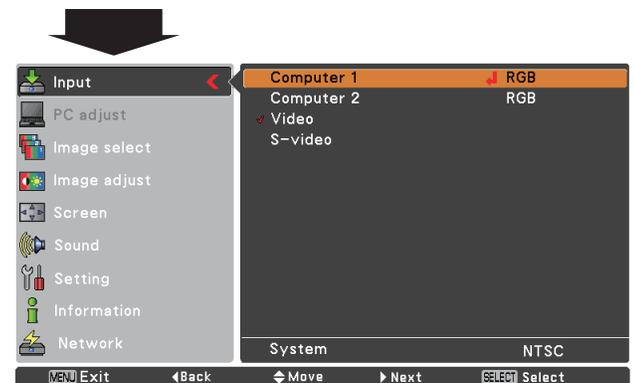 Input
PC adjust
Image select
Image adjust
Screen
Sound
Setting
Information
Network
Computer 1 RGB
Computer 2 RGB
Video
S-video
System NTSC
MENU Exit Back Move Next SELECT Select